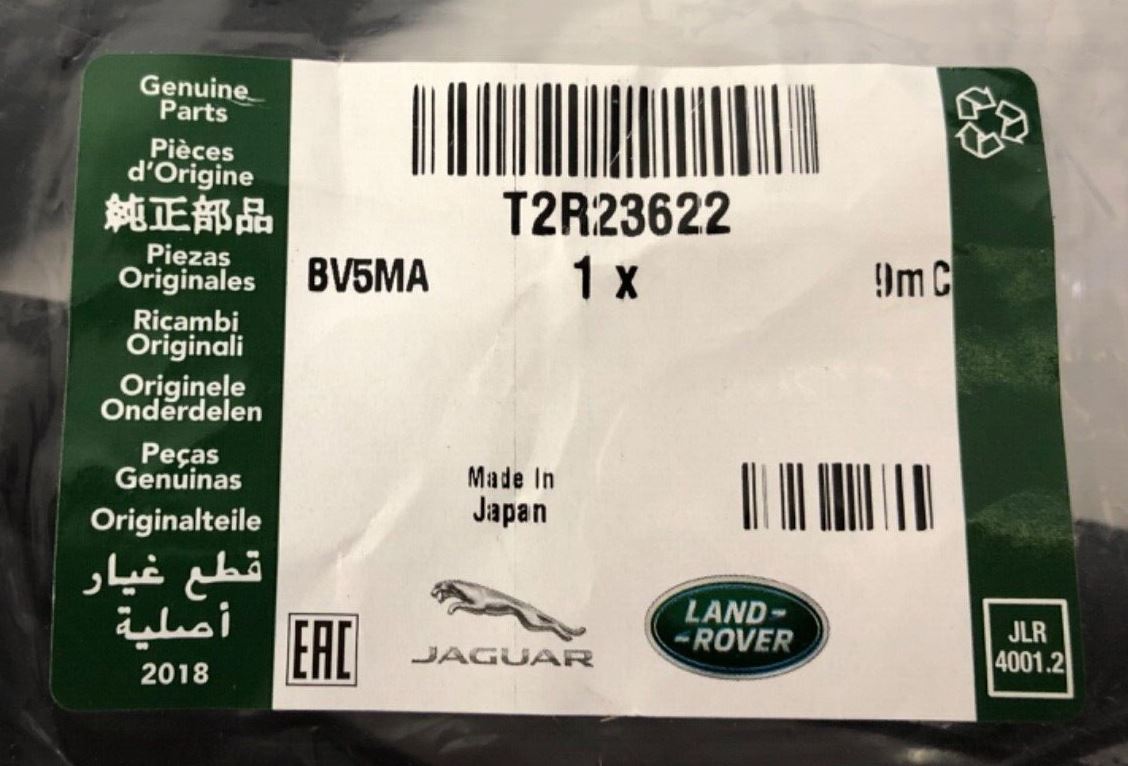 Genuine
Parts
Pièces
d'Origine
純正部品
Piezas
Originales
Ricambi
Originali
Originele
Onderdelen
Peças
Genuinas
Originalteile
قطع غيار
أصلية
2018
T2R23622
BV5MA 1 x 9m C
Made In
Japan
EAC
JAGUAR
LAND-
-ROVER
JLR
4001.2